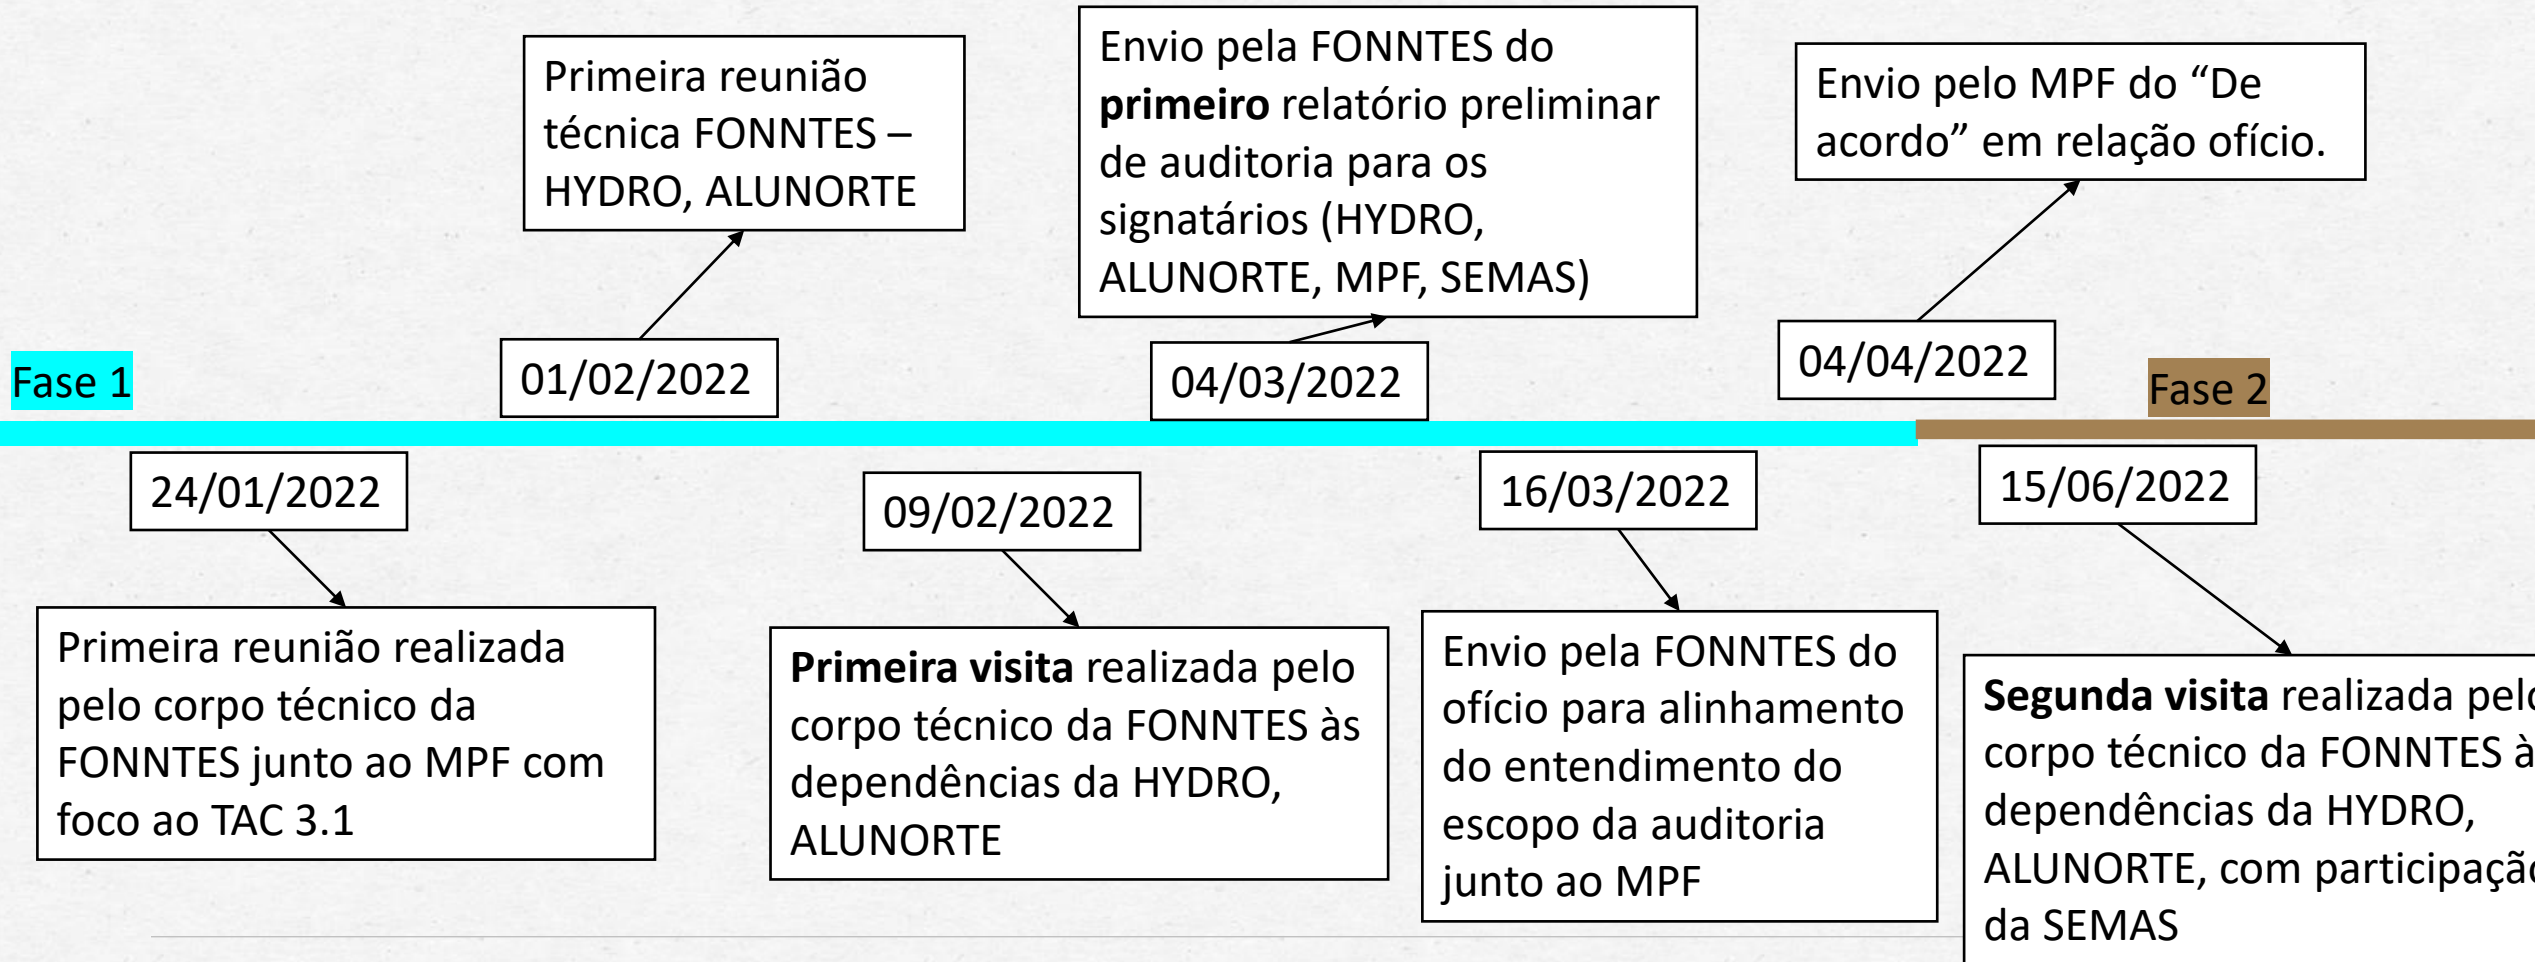 Primeira reunião
técnica FONNTES –
HYDRO, ALUNORTE
Envio pela FONNTES do
primeiro relatório preliminar
de auditoria para os
signatários (HYDRO,
ALUNORTE, MPF, SEMAS)
Envio pelo MPF do “De
acordo” em relação ofício.
Fase 1
01/02/2022
04/03/2022
04/04/2022
Fase 2
24/01/2022
09/02/2022
16/03/2022
15/06/2022
Primeira reunião realizada
pelo corpo técnico da
FONNTES junto ao MPF com
foco ao TAC 3.1
Primeira visita realizada pelo
corpo técnico da FONNTES às
dependências da HYDRO,
ALUNORTE
Envio pela FONNTES do
ofício para alinhamento
do entendimento do
escopo da auditoria
junto ao MPF
Segunda visita realizada pelo
corpo técnico da FONNTES à
dependências da HYDRO,
ALUNORTE, com participação
da SEMAS